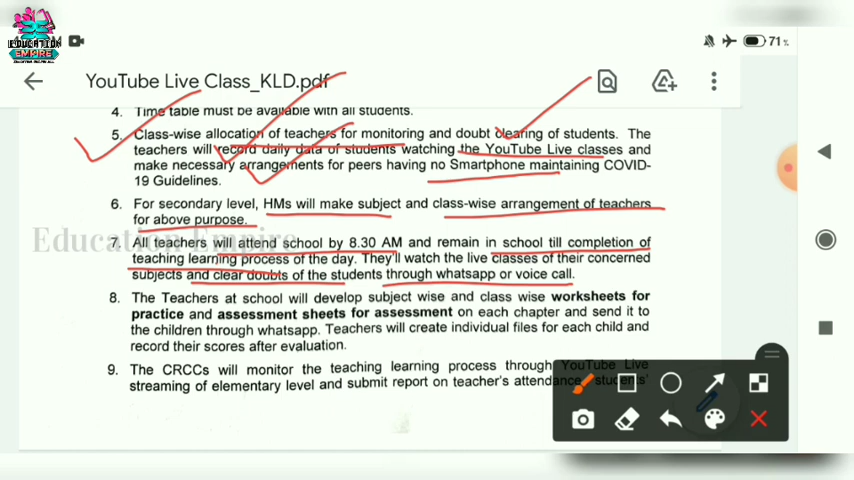 EDUCATION
EMPIRE
71%
YouTube Live Class_KLD.pdf
4. Time table must be available with all students.
5. Class-wise allocation of teachers for monitoring and doubt clearing of students. The
teachers will record daily data of students watching the YouTube Live classes and
make necessary arrangements for peers having no Smartphone maintaining COVID-
19 Guidelines.
6. For secondary level, HMs will make subject and class-wise arrangement of teachers
for above purpose.
Education Empire
7. All teachers will attend school by 8.30 AM and remain in school till completion of
teaching learning process of the day. They'll watch the live classes of their concerned
subjects and clear doubts of the students through whatsapp or voice call.
8. The Teachers at school will develop subject wise and class wise worksheets for
practice and assessment sheets for assessment on each chapter and send it to
the children through whatsapp. Teachers will create individual files for each child and
record their scores after evaluation.
9. The CRCCs will monitor the teaching learning process through YouTube Live
streaming of elementary level and submit report on teacher's attendance, students'